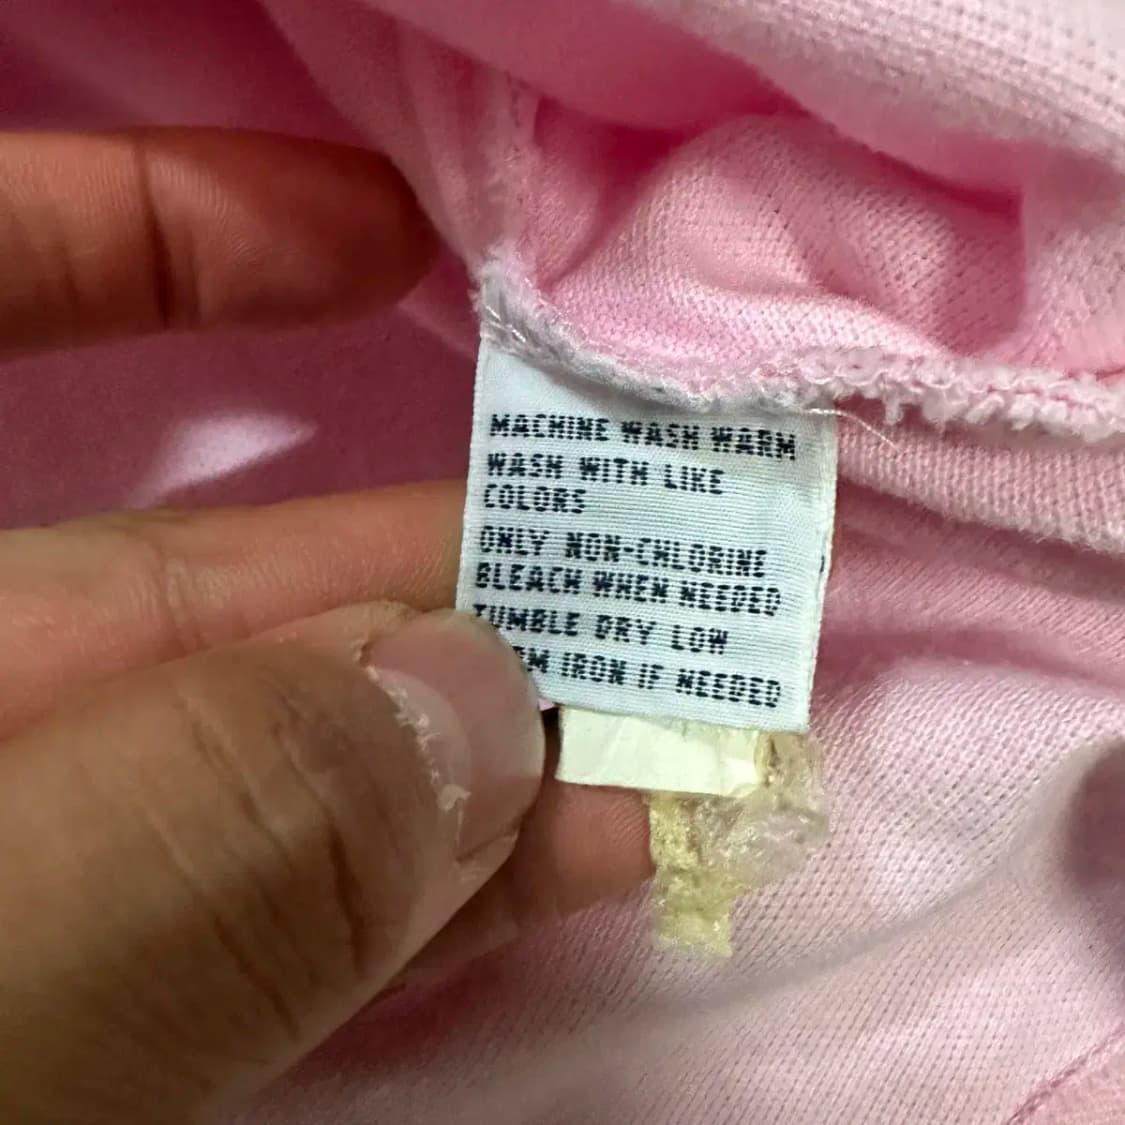 MACHINE WASH WARM
WASH WITH LIKE
COLORS
ONLY NON-CHLORINE
BLEACH WHEN NEEDED
TUMBLE DRY LOW
IRON IF NEEDED